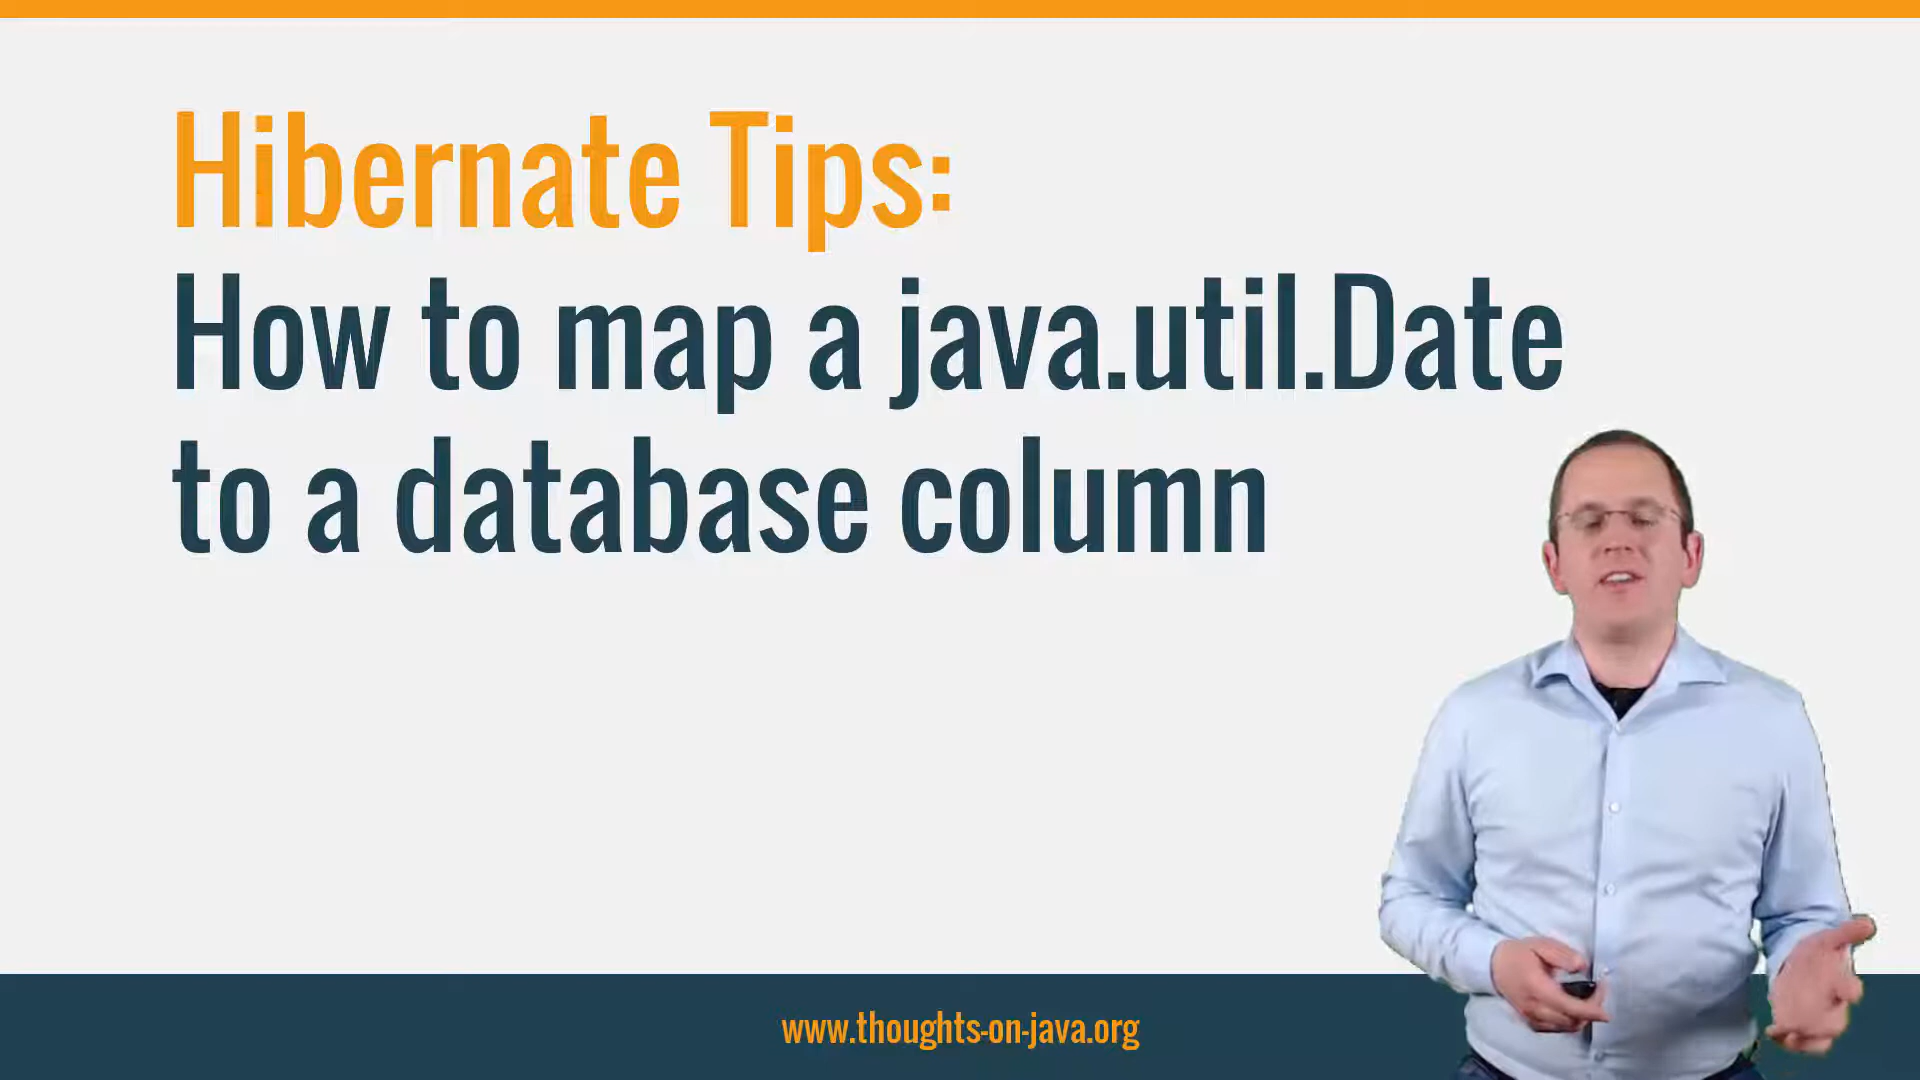 Hibernate Tips:
How to map a java.util.Date
to a database column
www.thoughts-on-java.org